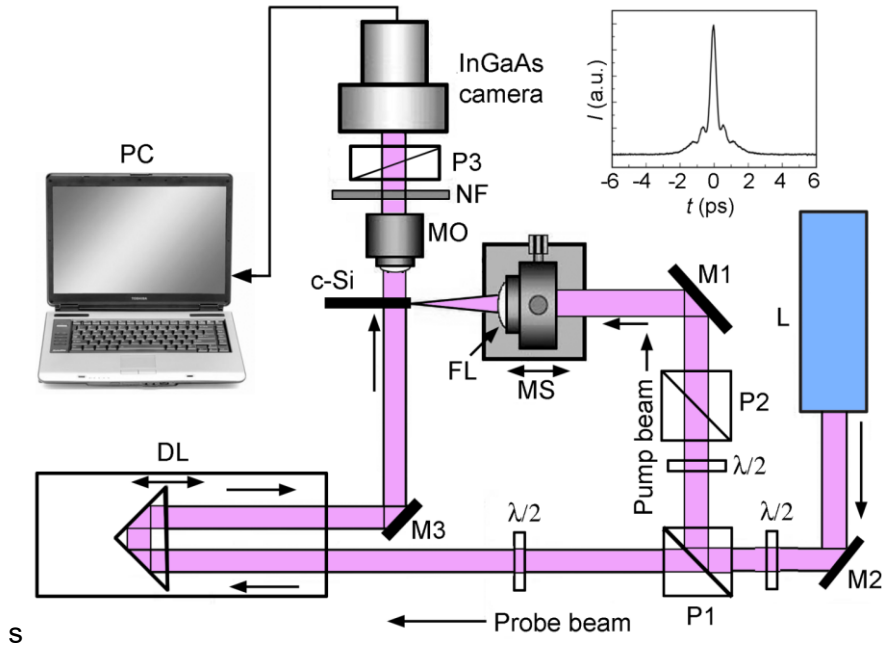 InGaAs
camera
I (a.u.)
-6 -4 -2 0 2 4 6
t (ps)
PC
P3
NF
MO
c-Si
M1
L
FL
MS
P2
Pump beam
λ/2
DL
M3
λ/2
λ/2
P1
M2
Probe beam
s